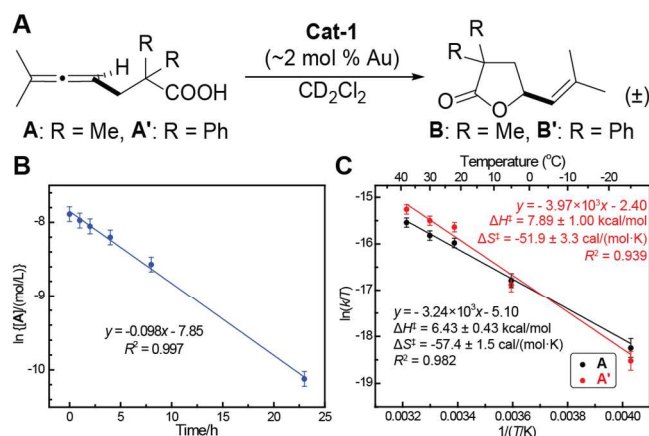 A
Cat-1
(~2 mol % Au)
CD₂Cl₂
H
R
R
COOH
R
R
O
O
(±)
A: R = Me, A': R = Ph
B: R = Me, B': R = Ph
B
ln {[A]/(mol/L)}
-8
-9
-10
y = -0.098x - 7.85
R² = 0.997
0 5 10 15 20 25
Time/h
C
Temperature (°C)
40 30 20 10 0 -10 -20
ln(k/T)
-15
-16
-17
-18
-19
y = - 3.97×10³x - 2.40
ΔH‡ = 7.89 ± 1.00 kcal/mol
ΔS‡ = -51.9 ± 3.3 cal/(mol·K)
R² = 0.939
y = - 3.24×10³x - 5.10
ΔH‡ = 6.43 ± 0.43 kcal/mol
ΔS‡ = -57.4 ± 1.5 cal/(mol·K)
R² = 0.982
A
A'
0.0032 0.0034 0.0036 0.0038 0.0040
1/(T/K)